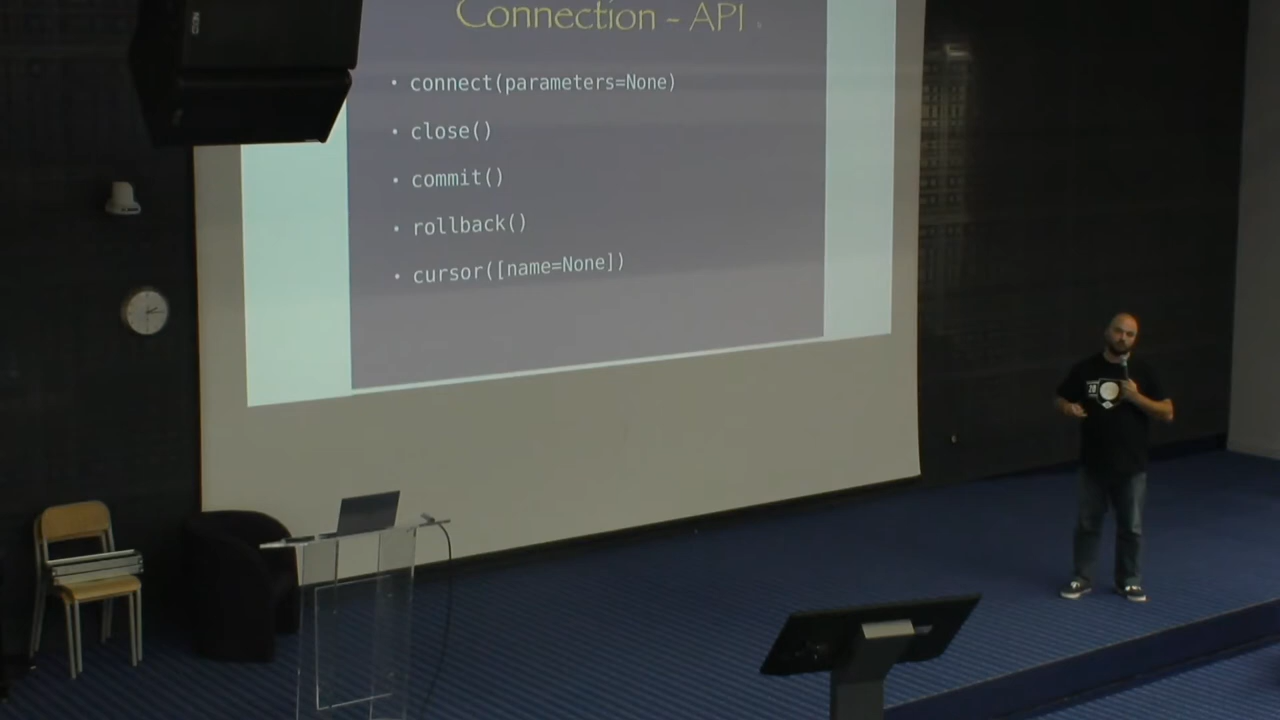 Connection - API
• connect(parameters=None)
• close()
• commit()
• rollback()
• cursor([name=None])